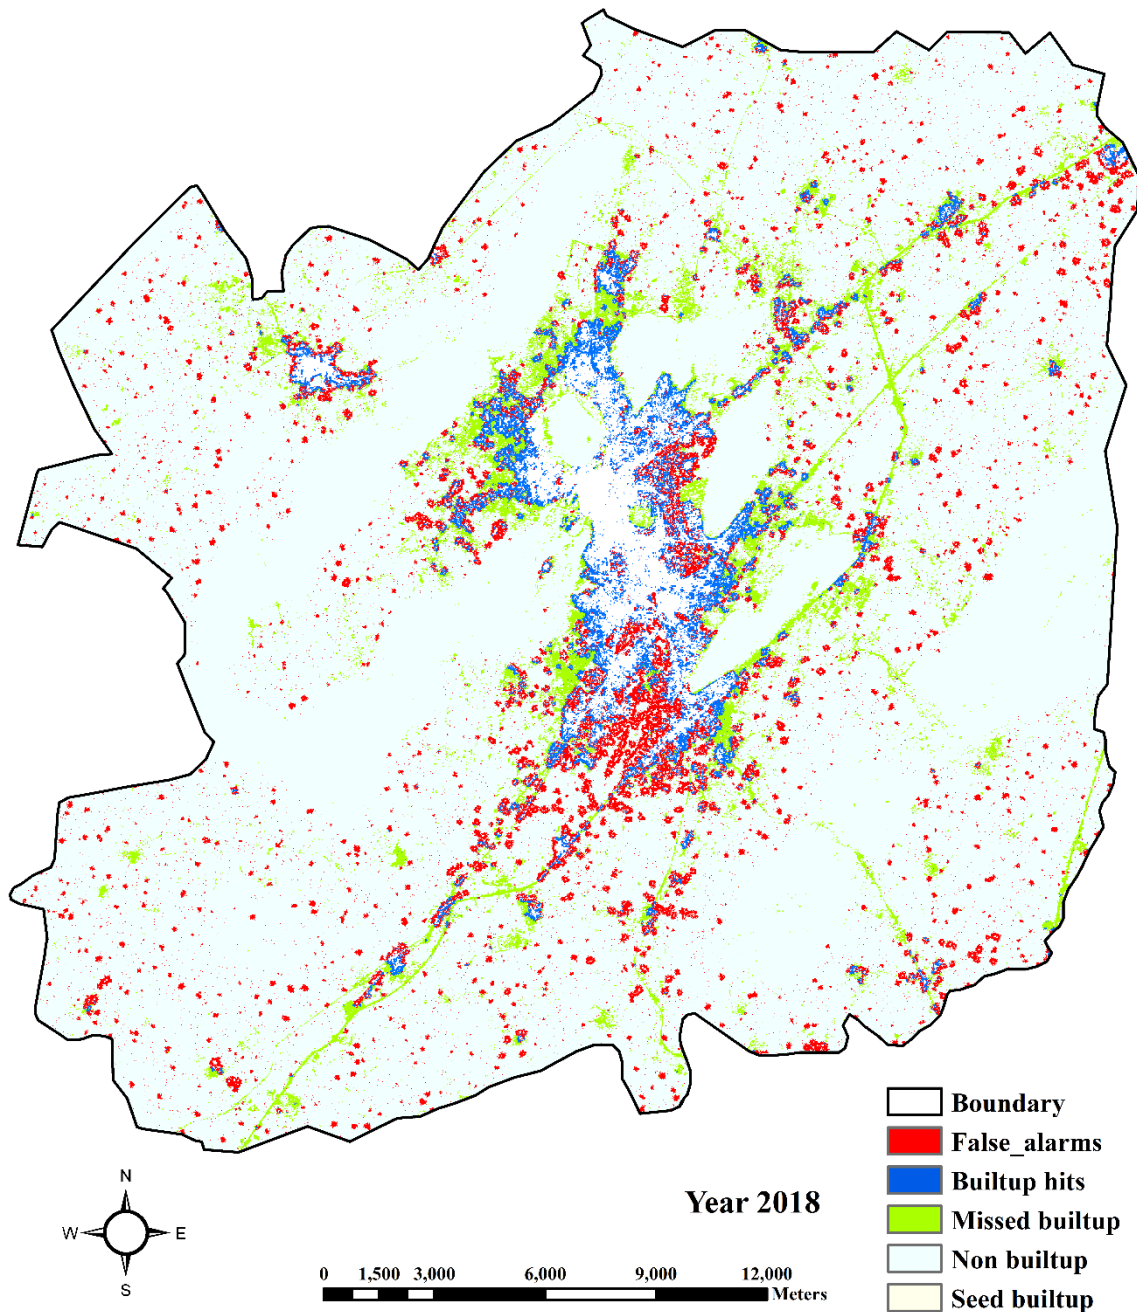 Boundary
False_alarms
Builtup hits
Missed builtup
Non builtup
Seed builtup
Year 2018
N
W E
S
0 1,500 3,000 6,000 9,000 12,000
Meters